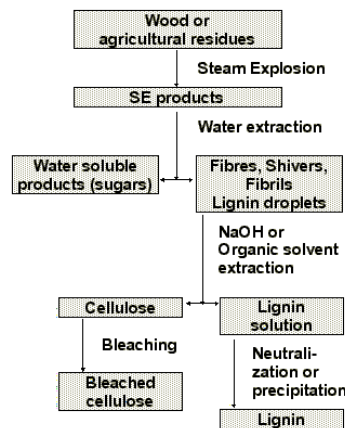 Wood or
agricultural residues
Steam Explosion
SE products
Water extraction
Water soluble
products (sugars)
Fibres, Shivers,
Fibrils
Lignin droplets
NaOH or
Organic solvent
extraction
Cellulose
Lignin
solution
Bleaching
Neutrali-
zation or
precipitation
Bleached
cellulose
Lignin